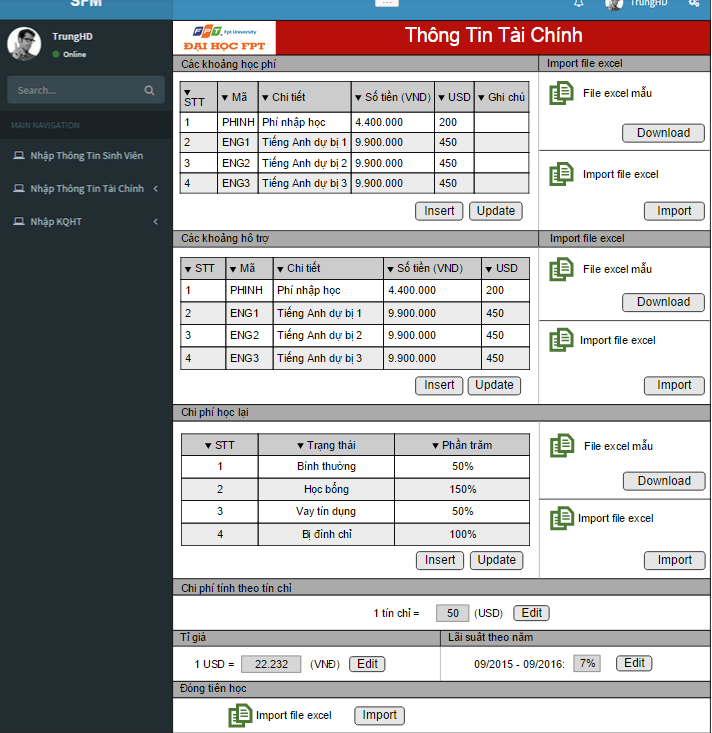 SFM
TrungHD
TrungHD
Online
Search...
MAIN NAVIGATION
Nhập Thông Tin Sinh Viên
Nhập Thông Tin Tài Chính
Nhập KQHT
FPT. Fpt University
ĐẠI HỌC FPT
Thông Tin Tài Chính
Các khoảng học phí
Import file excel
STT Mã Chi tiết Số tiền (VND) USD Ghi chú
1 PHINH Phí nhập học 4.400.000 200
2 ENG1 Tiếng Anh dự bị 1 9.900.000 450
3 ENG2 Tiếng Anh dự bị 2 9.900.000 450
4 ENG3 Tiếng Anh dự bị 3 9.900.000 450
Insert Update
File excel mẫu
Download
Import file excel
Import
Các khoảng hỗ trợ
Import file excel
STT Mã Chi tiết Số tiền (VND) USD
1 PHINH Phí nhập học 4.400.000 200
2 ENG1 Tiếng Anh dự bị 1 9.900.000 450
3 ENG2 Tiếng Anh dự bị 2 9.900.000 450
4 ENG3 Tiếng Anh dự bị 3 9.900.000 450
Insert Update
File excel mẫu
Download
Import file excel
Import
Chi phí học lại
STT Trạng thái Phần trăm
1 Bình thường 50%
2 Học bổng 150%
3 Vay tín dụng 50%
4 Bị đình chỉ 100%
Insert Update
File excel mẫu
Download
Import file excel
Import
Chi phí tính theo tín chỉ
1 tín chỉ = 50 (USD) Edit
Tỉ giá
1 USD = 22.232 (VNĐ) Edit
Lãi suất theo năm
09/2015 - 09/2016: 7% Edit
Đóng tiền học
Import file excel Import